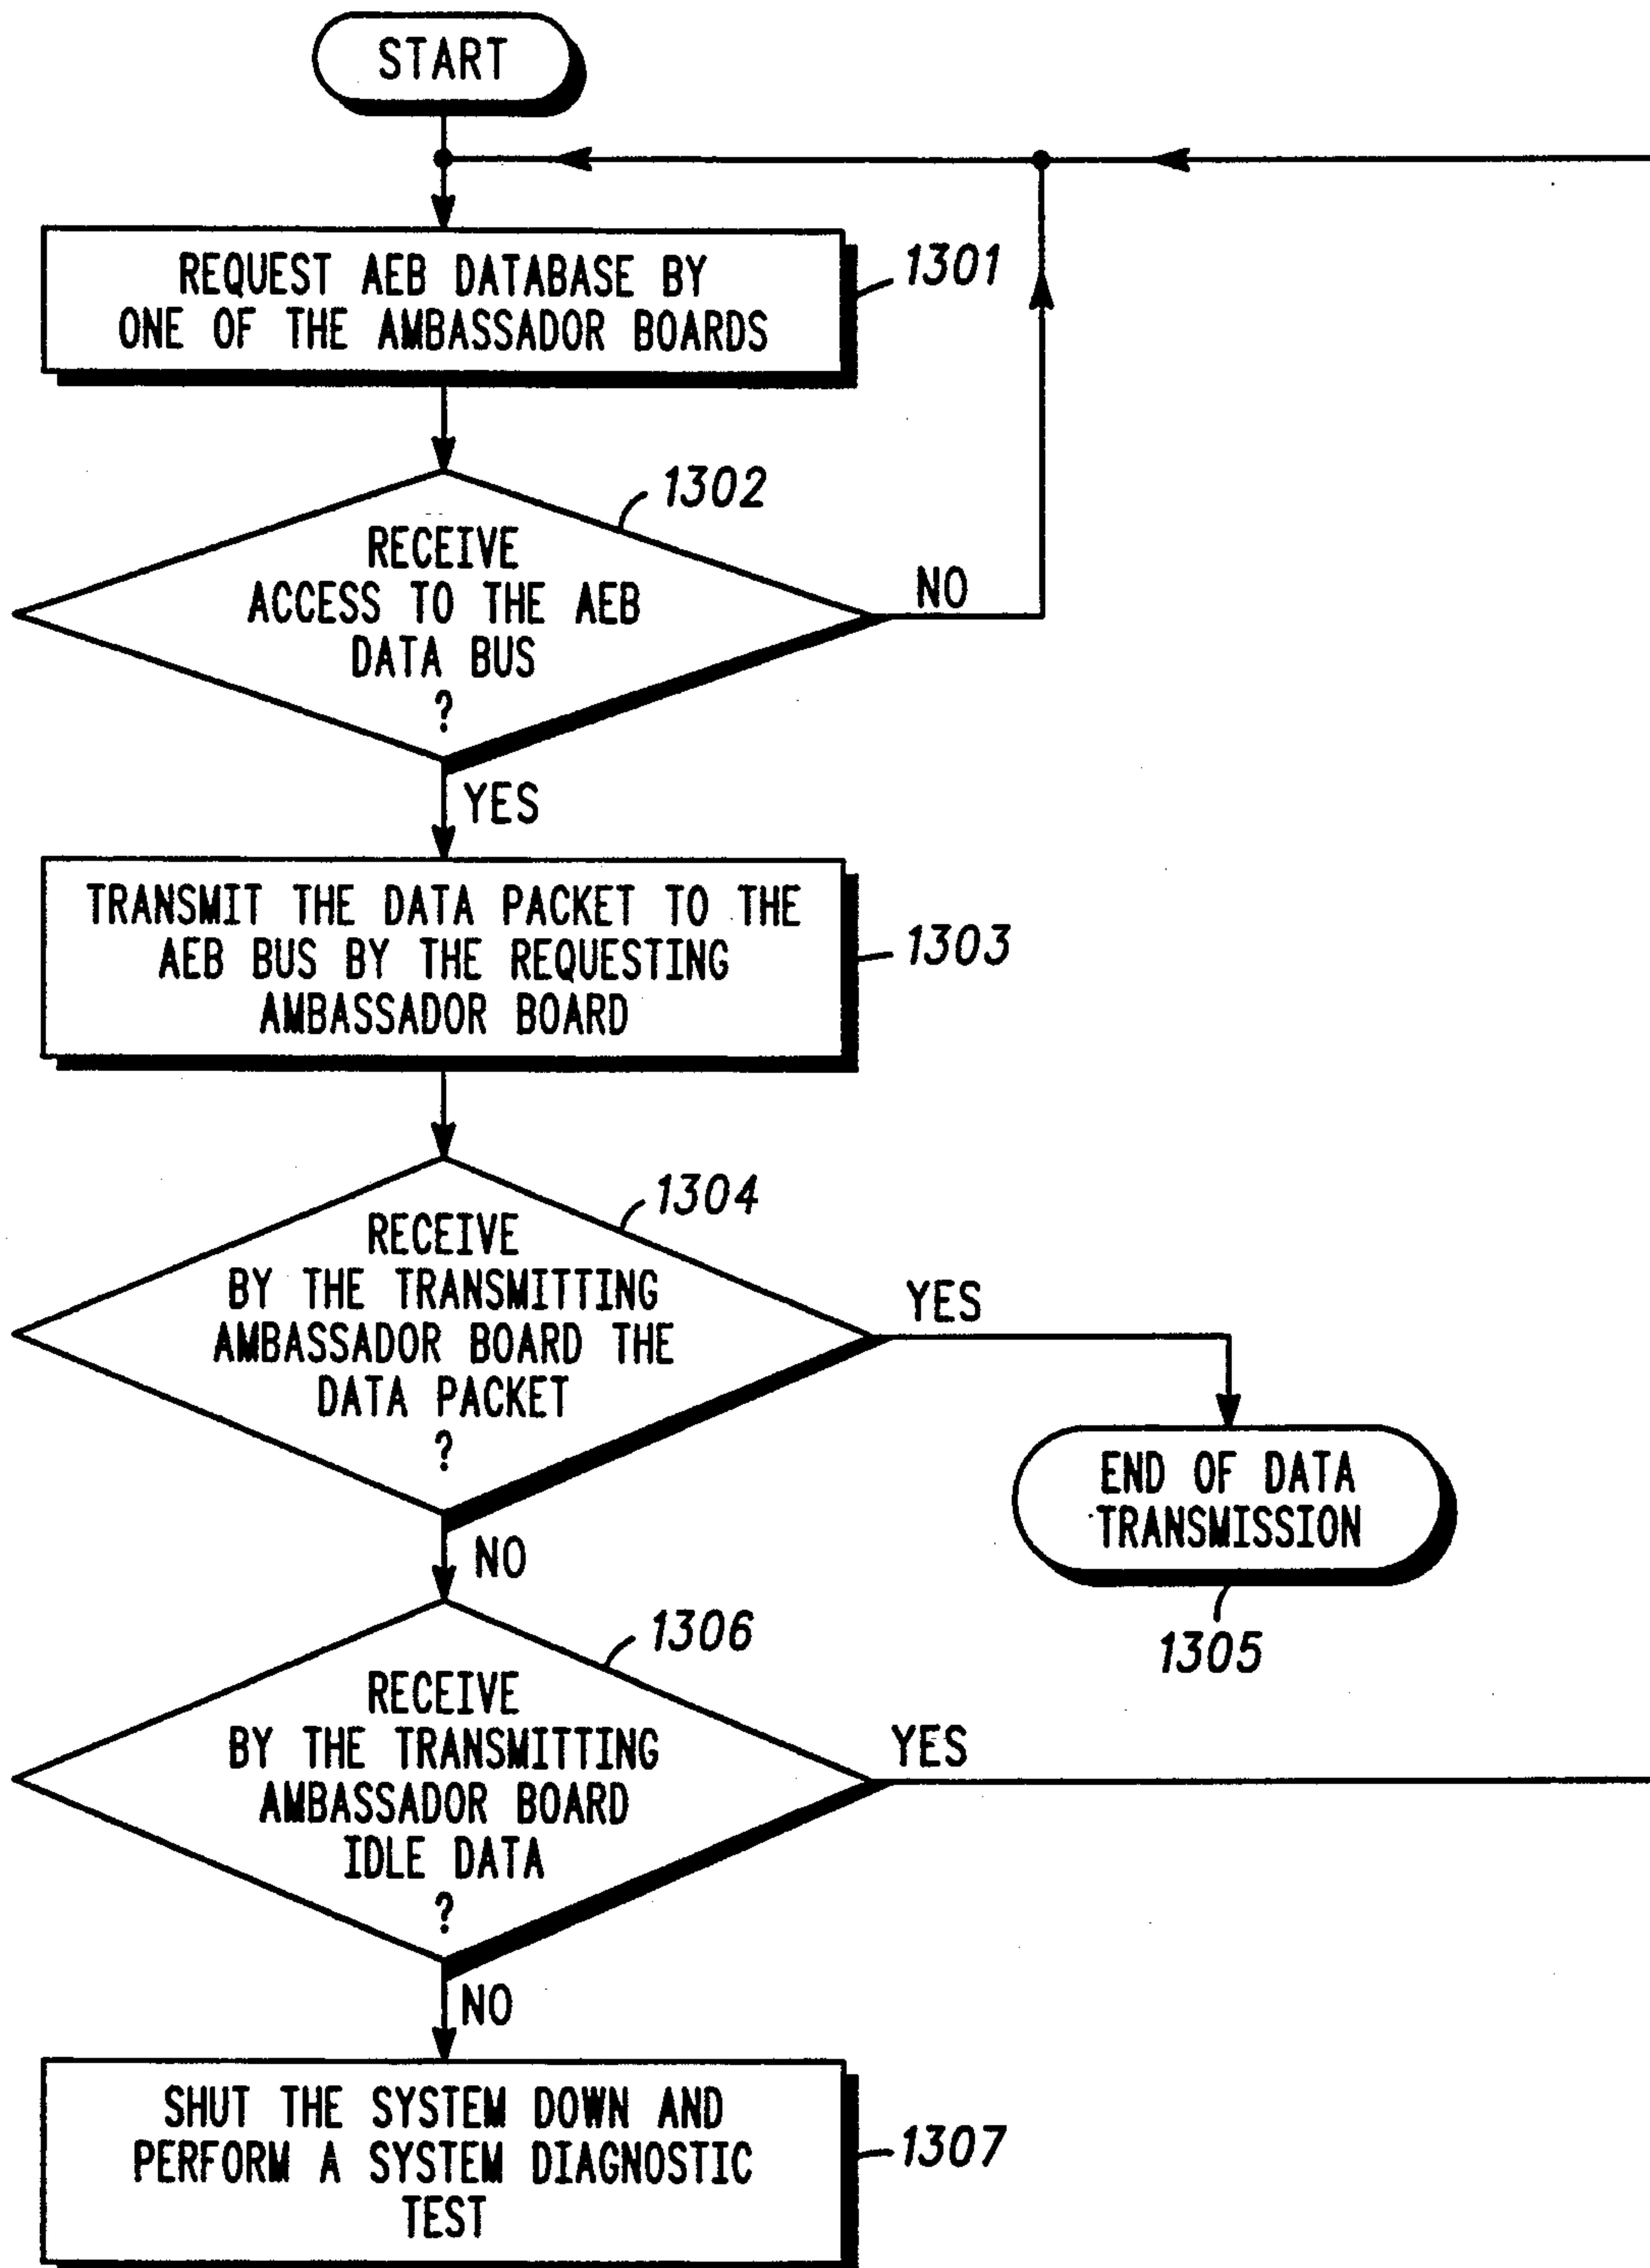 START
REQUEST AEB DATABASE BY
ONE OF THE AMBASSADOR BOARDS
1301
1302
RECEIVE
ACCESS TO THE AEB
DATA BUS
?
NO
YES
TRANSMIT THE DATA PACKET TO THE
AEB BUS BY THE REQUESTING
AMBASSADOR BOARD
1303
1304
RECEIVE
BY THE TRANSMITTING
AMBASSADOR BOARD THE
DATA PACKET
?
YES
END OF DATA
TRANSMISSION
1305
NO
1306
RECEIVE
BY THE TRANSMITTING
AMBASSADOR BOARD
IDLE DATA
?
YES
NO
SHUT THE SYSTEM DOWN AND
PERFORM A SYSTEM DIAGNOSTIC
TEST
1307